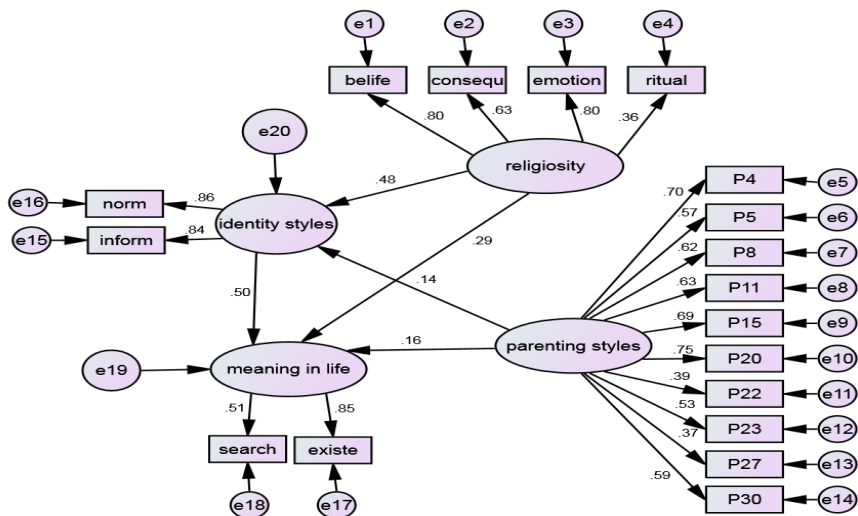 e1 e2 e3 e4
belife consequ emotion ritual
.80 .63 .80 .36
e20
religiosity
.48
e16 norm .86
identity styles
e15 inform .84
.29
.14
.50
.16
parenting styles
e19
meaning in life
.51 .85
search existe
e18 e17
.70 P4 e5
.57 P5 e6
.62 P8 e7
.63 P11 e8
.69 P15 e9
.75 P20 e10
.39 P22 e11
.53 P23 e12
.37 P27 e13
.59 P30 e14